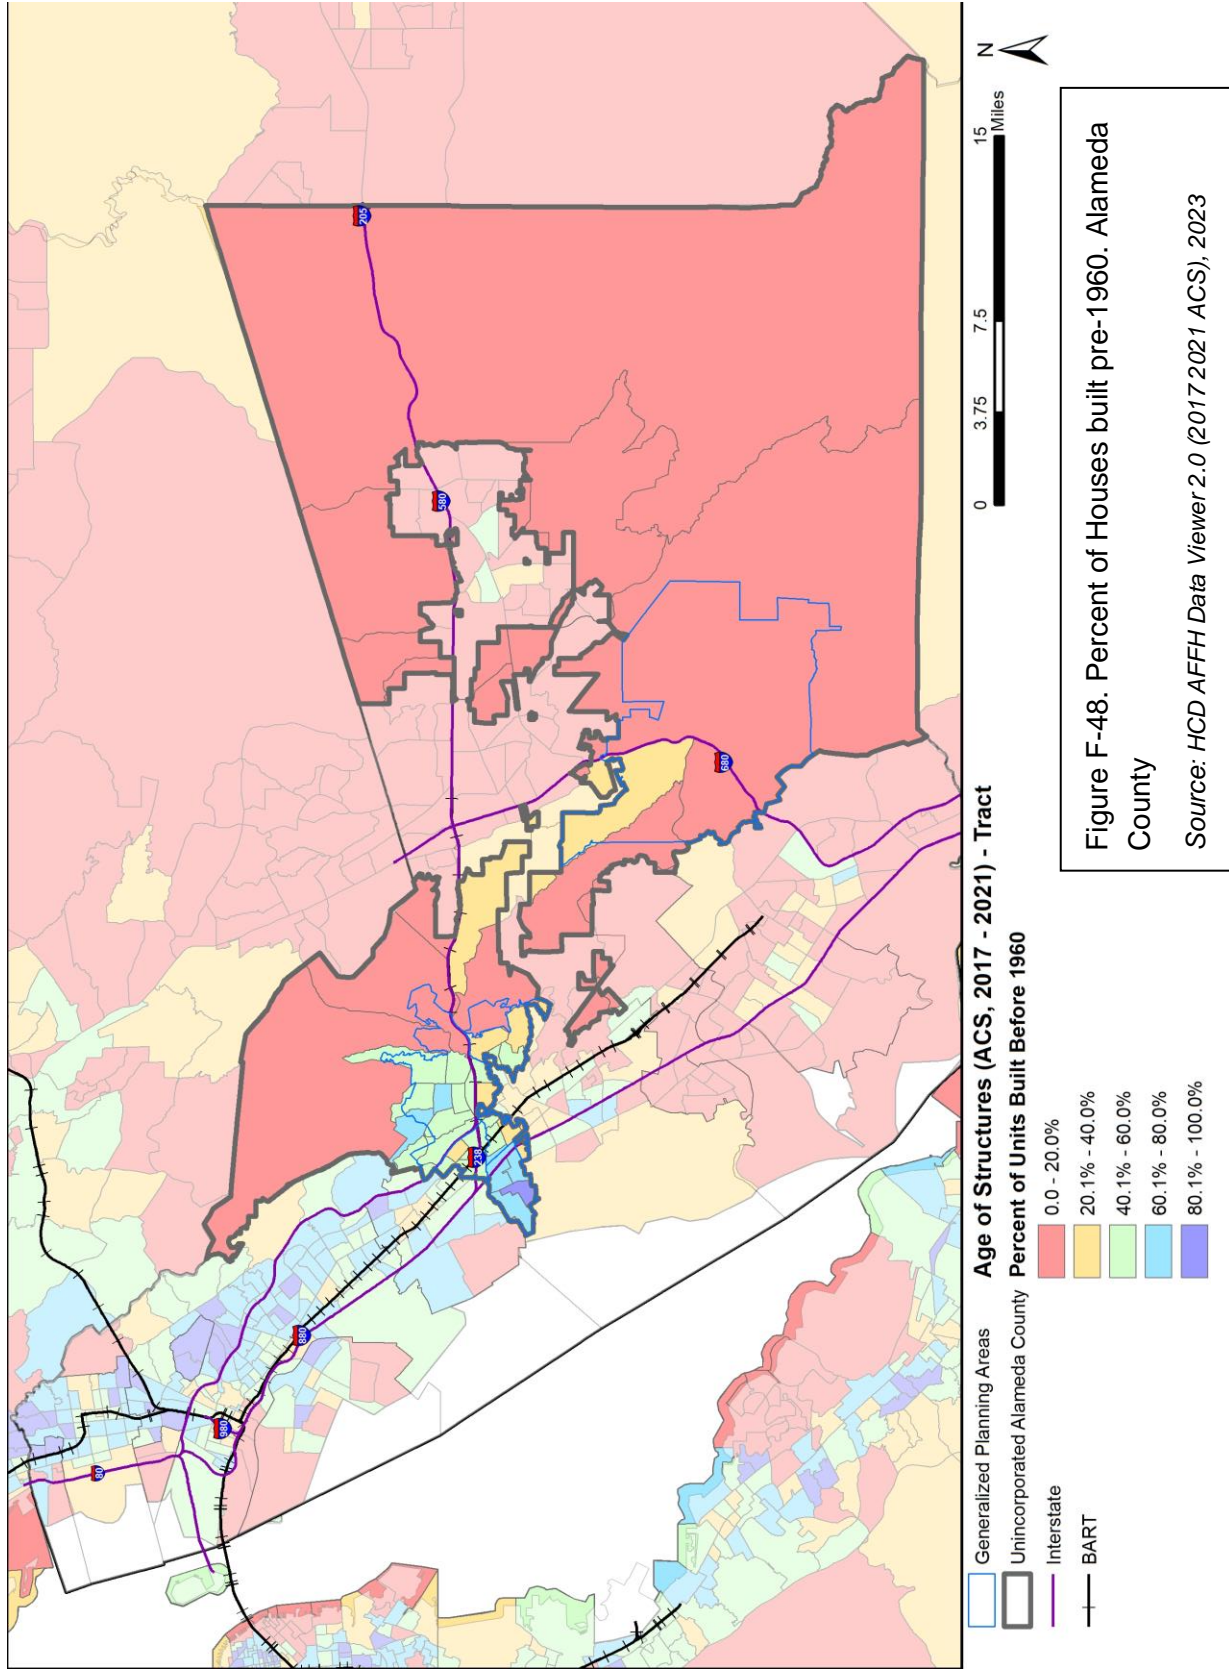 205
580
680
238
880
980
80
N
0 3.75 7.5 15
Miles
Generalized Planning Areas
Unincorporated Alameda County
Interstate
BART
Age of Structures (ACS, 2017 - 2021) - Tract
Percent of Units Built Before 1960
0.0 - 20.0%
20.1% - 40.0%
40.1% - 60.0%
60.1% - 80.0%
80.1% - 100.0%
Figure F-48. Percent of Houses built pre-1960. Alameda
County
Source: HCD AFFH Data Viewer 2.0 (2017 2021 ACS), 2023